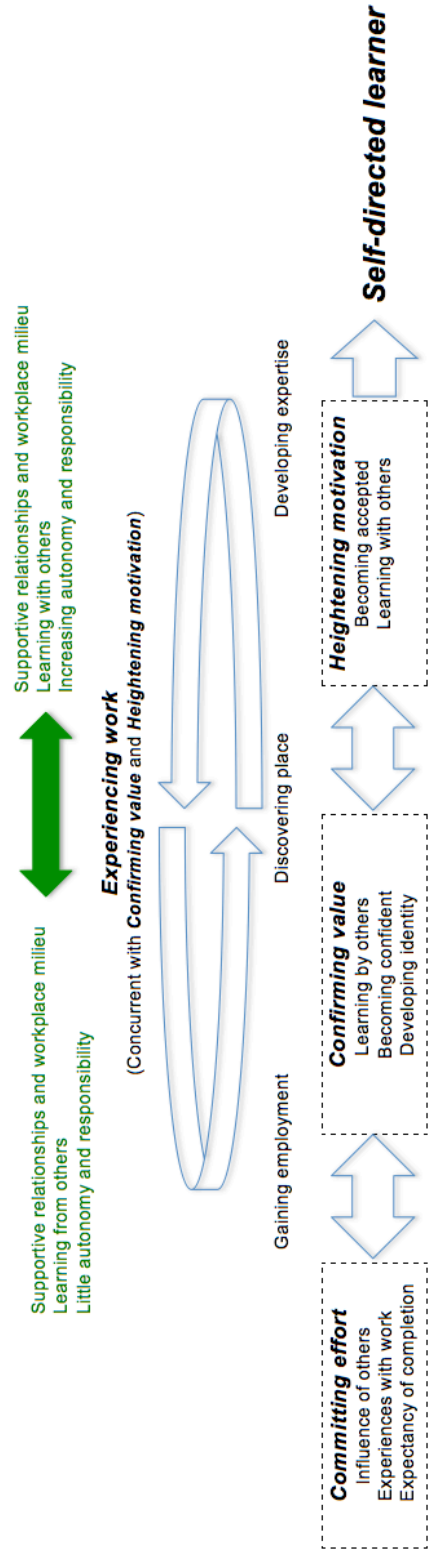 Supportive relationships and workplace milieu
Learning from others
Little autonomy and responsibility
Supportive relationships and workplace milieu
Learning with others
Increasing autonomy and responsibility
Experiencing work
(Concurrent with Confirming value and Heightening motivation)
Gaining employment
Discovering place
Developing expertise
Committing effort
Influence of others
Experiences with work
Expectancy of completion
Confirming value
Learning by others
Becoming confident
Developing identity
Heightening motivation
Becoming accepted
Learning with others
Self-directed learner